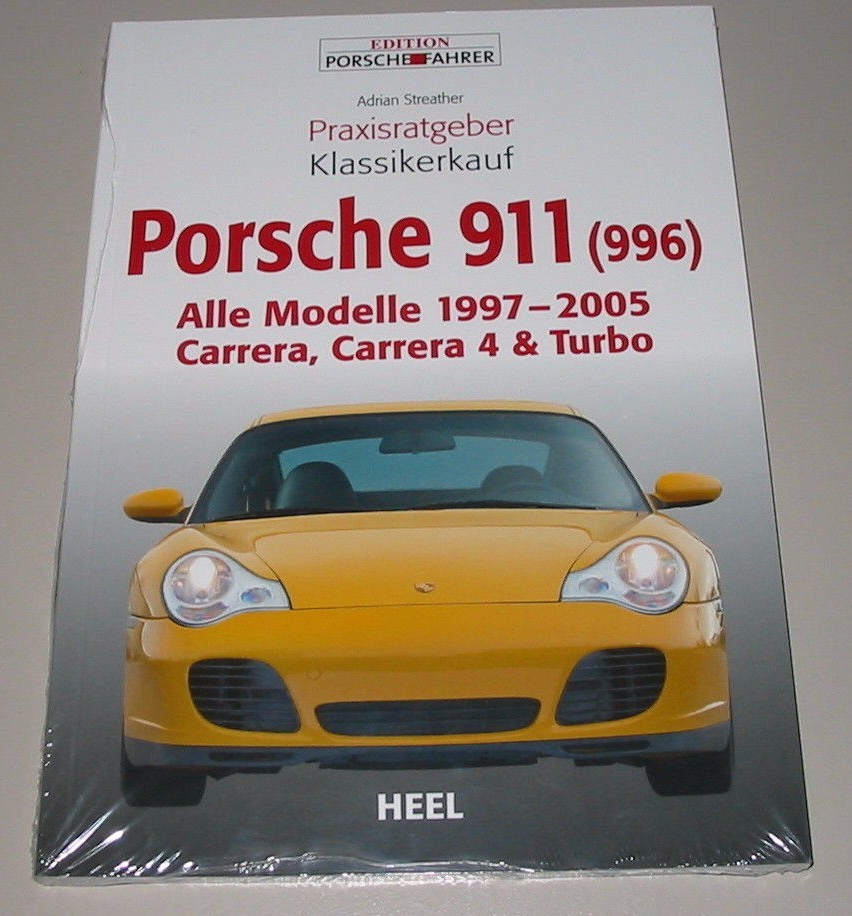 EDITION
PORSCHE FAHRER
Adrian Streather
Praxisratgeber
Klassikerkauf
Porsche 911 (996)
Alle Modelle 1997–2005
Carrera, Carrera 4 & Turbo
HEEL